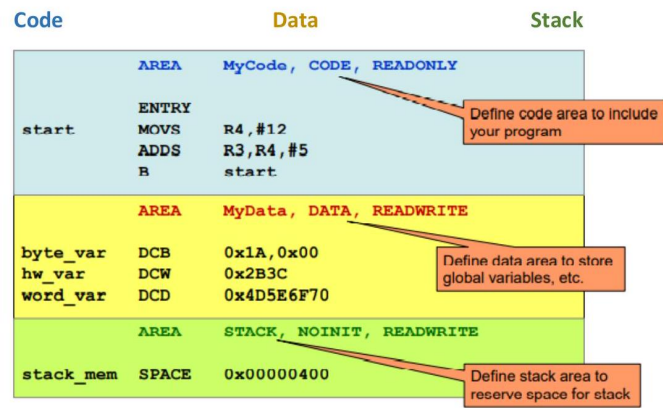 Code Data Stack
AREA MyCode, CODE, READONLY
ENTRY
start MOVS R4,#12
ADDS R3,R4,#5
B start
Define code area to include
your program
AREA MyData, DATA, READWRITE
byte_var DCB 0x1A,0x00
hw_var DCW 0x2B3C
word_var DCD 0x4D5E6F70
Define data area to store
global variables, etc.
AREA STACK, NOINIT, READWRITE
stack_mem SPACE 0x00000400
Define stack area to
reserve space for stack